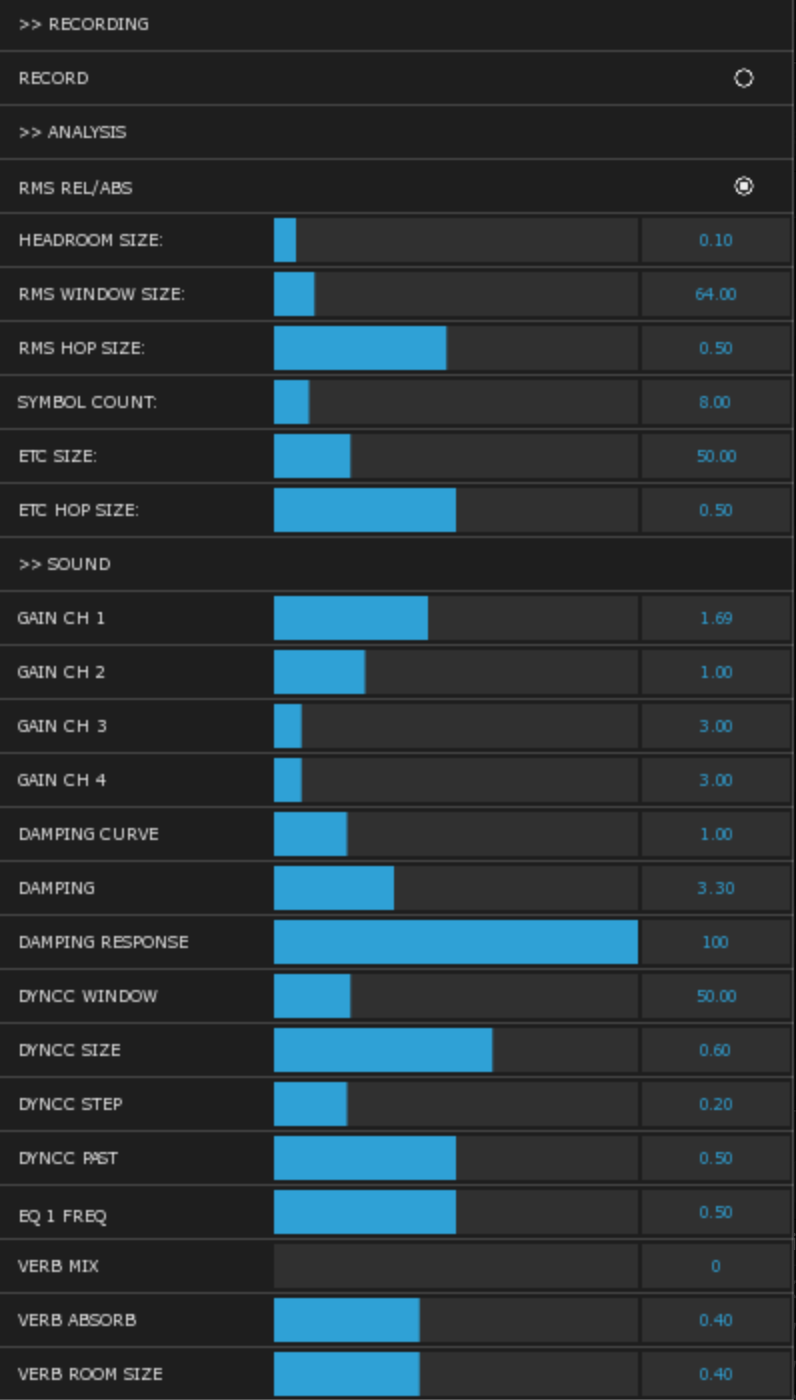 >> RECORDING
RECORD
>> ANALYSIS
RMS REL/ABS
HEADROOM SIZE: 0.10
RMS WINDOW SIZE: 64.00
RMS HOP SIZE: 0.50
SYMBOL COUNT: 8.00
ETC SIZE: 50.00
ETC HOP SIZE: 0.50
>> SOUND
GAIN CH 1 1.69
GAIN CH 2 1.00
GAIN CH 3 3.00
GAIN CH 4 3.00
DAMPING CURVE 1.00
DAMPING 3.30
DAMPING RESPONSE 100
DYNCC WINDOW 50.00
DYNCC SIZE 0.60
DYNCC STEP 0.20
DYNCC PAST 0.50
EQ 1 FREQ 0.50
VERB MIX 0
VERB ABSORB 0.40
VERB ROOM SIZE 0.40